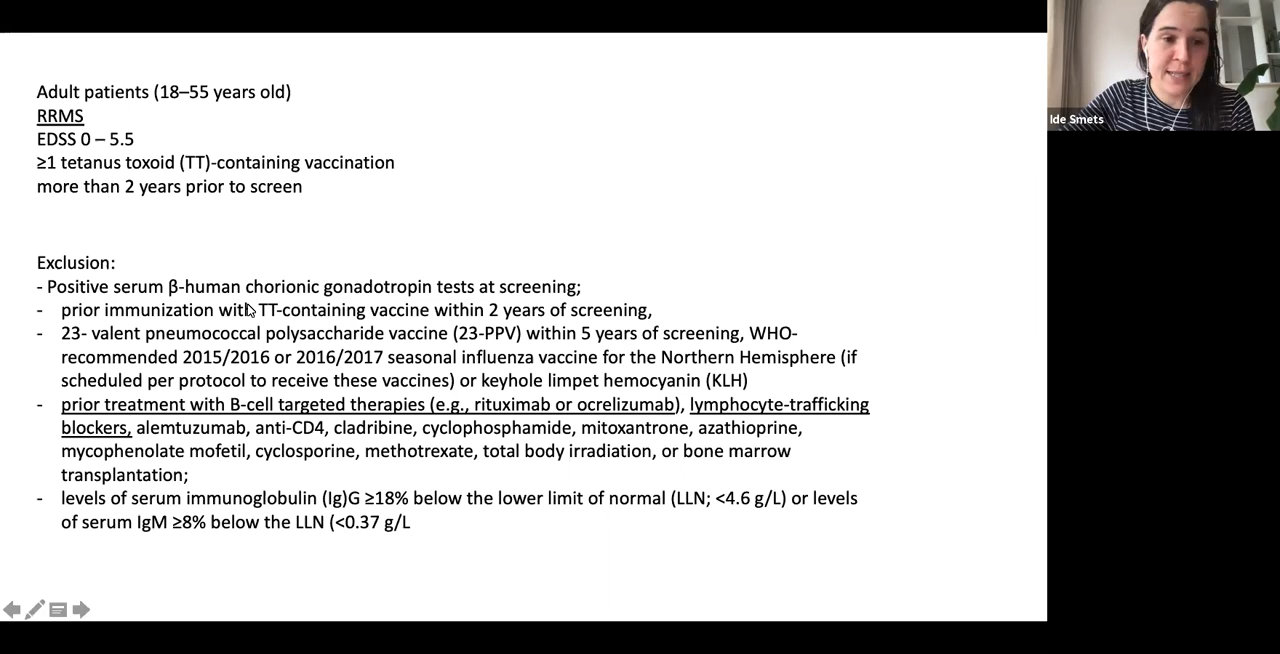 Adult patients (18–55 years old)
RRMS
EDSS 0 – 5.5
≥1 tetanus toxoid (TT)-containing vaccination
more than 2 years prior to screen
Ide Smets
Exclusion:
- Positive serum β-human chorionic gonadotropin tests at screening;
- prior immunization with TT-containing vaccine within 2 years of screening,
- 23- valent pneumococcal polysaccharide vaccine (23-PPV) within 5 years of screening, WHO-
recommended 2015/2016 or 2016/2017 seasonal influenza vaccine for the Northern Hemisphere (if
scheduled per protocol to receive these vaccines) or keyhole limpet hemocyanin (KLH)
- prior treatment with B-cell targeted therapies (e.g., rituximab or ocrelizumab), lymphocyte-trafficking
blockers, alemtuzumab, anti-CD4, cladribine, cyclophosphamide, mitoxantrone, azathioprine,
mycophenolate mofetil, cyclosporine, methotrexate, total body irradiation, or bone marrow
transplantation;
- levels of serum immunoglobulin (Ig)G ≥18% below the lower limit of normal (LLN; <4.6 g/L) or levels
of serum IgM ≥8% below the LLN (<0.37 g/L